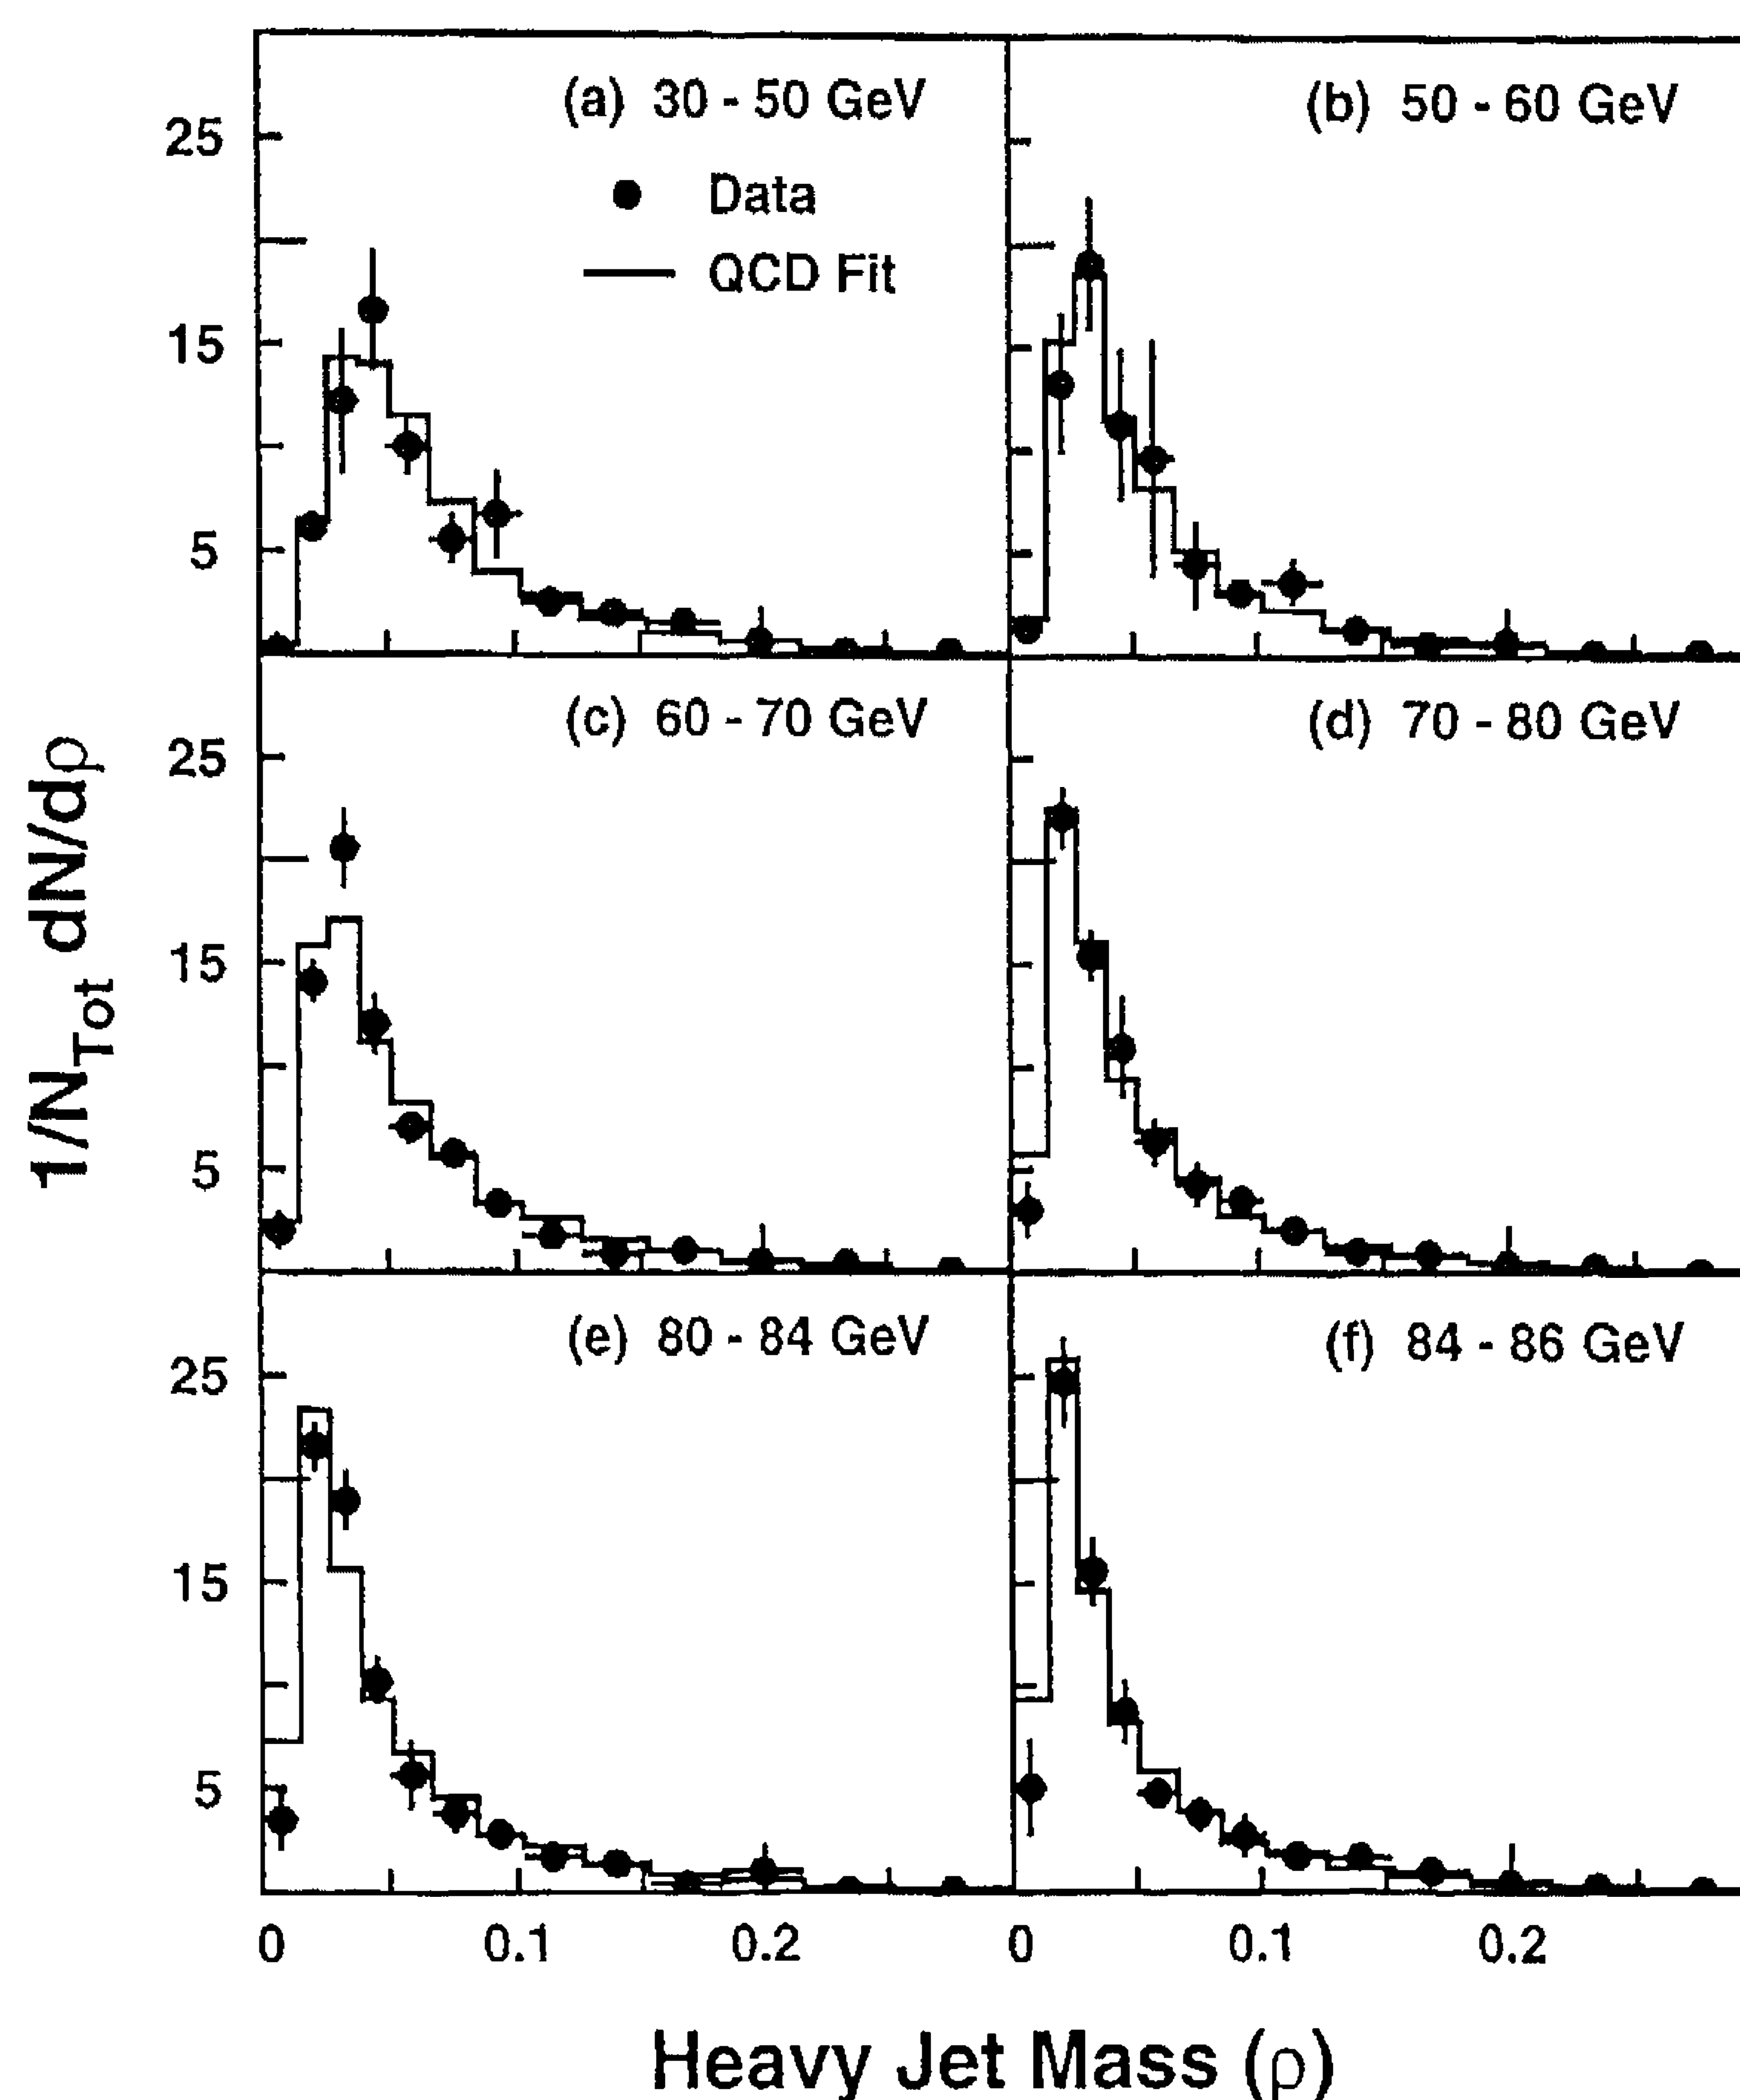 (a) 30 - 50 GeV
(b) 50 - 60 GeV
25
Data
15
QCD Fit
5
(c) 60 - 70 GeV
(d) 70 - 80 GeV
25
15
5
1/N_Tot dN/dρ
(e) 80 - 84 GeV
(f) 84 - 86 GeV
25
15
5
0 0.1 0.2 0 0.1 0.2
Heavy Jet Mass (ρ)